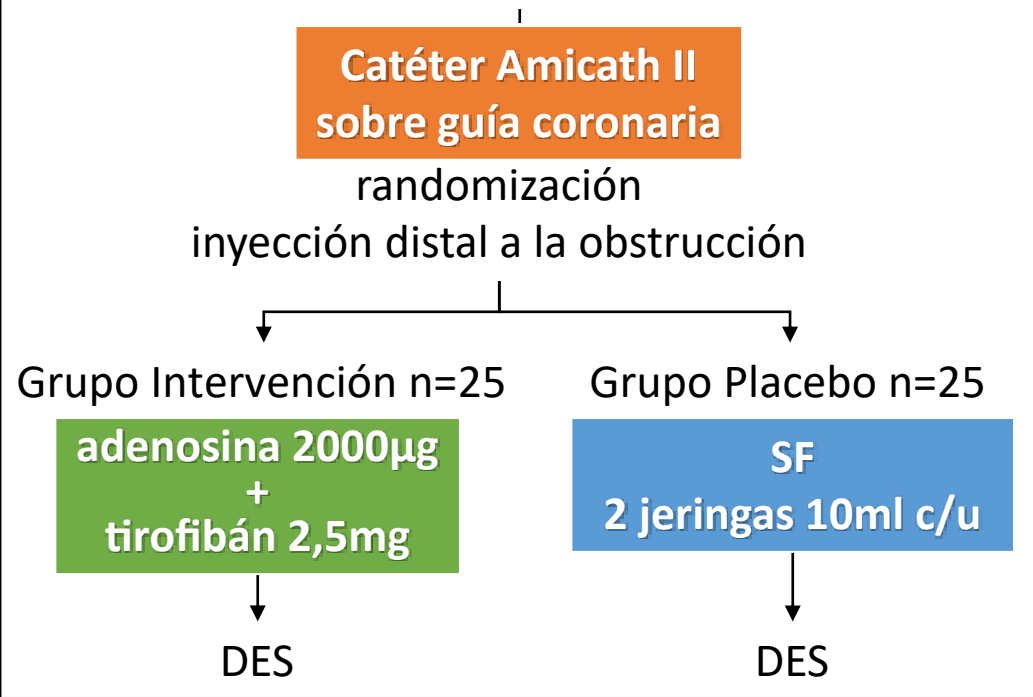 Catéter Amicath II
sobre guía coronaria
randomización
inyección distal a la obstrucción
Grupo Intervención n=25
adenosina 2000µg
+
tirofibán 2,5mg
DES
Grupo Placebo n=25
SF
2 jeringas 10ml c/u
DES